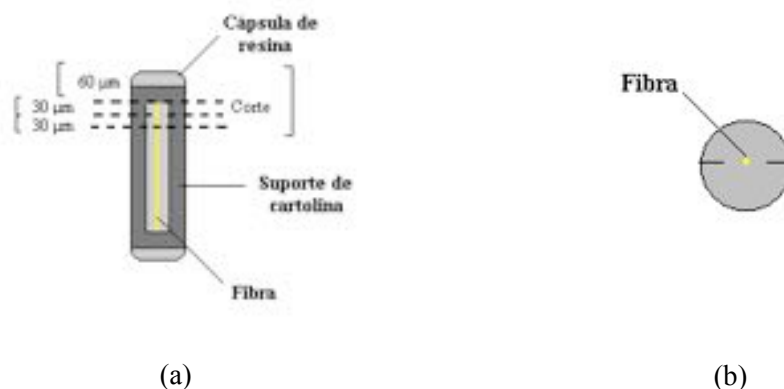 Cápsula de
resina
60 µm
30 µm
Corte
30 µm
Suporte de
cartolina
Fibra
(a)
Fibra
(b)